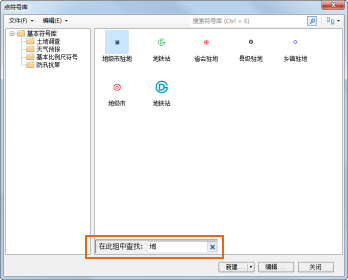 点符号库
文件(F) 编辑(E) 搜索符号库 (Ctrl + E)
基本符号库
土地调查
天气预报
基本比例尺符号
防汛抗旱
地级市驻地 地铁站 省会驻地 县级驻地 乡镇驻地
地级市 地铁站
在此组中查找: 地
新建... 编辑... 关闭